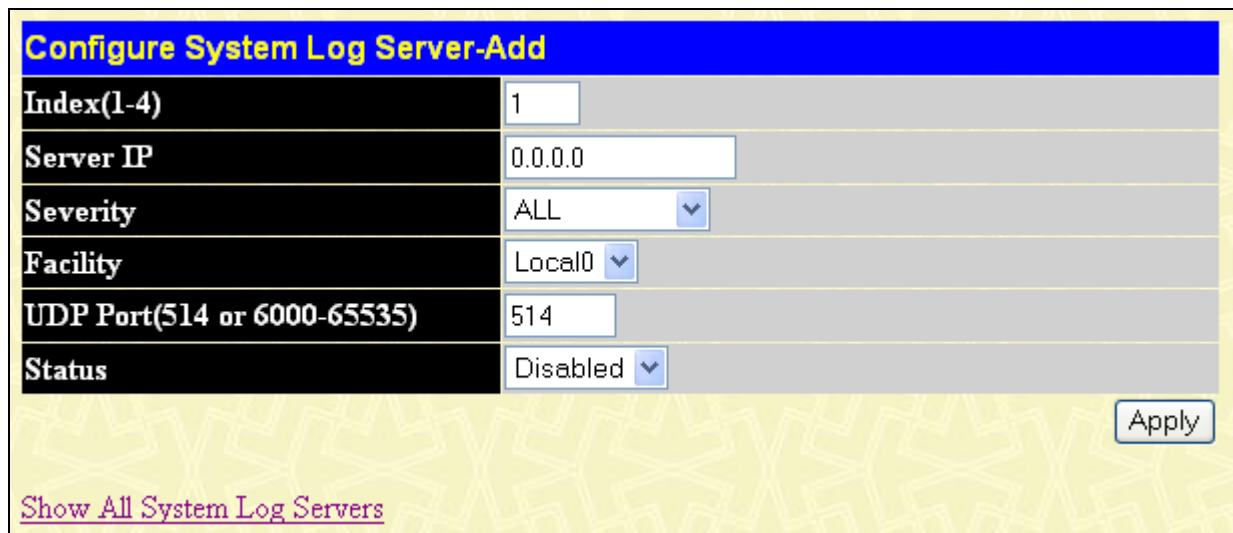 Configure System Log Server-Add
Index(1-4) 1
Server IP 0.0.0.0
Severity ALL
Facility Local0
UDP Port(514 or 6000-65535) 514
Status Disabled
Apply
Show All System Log Servers